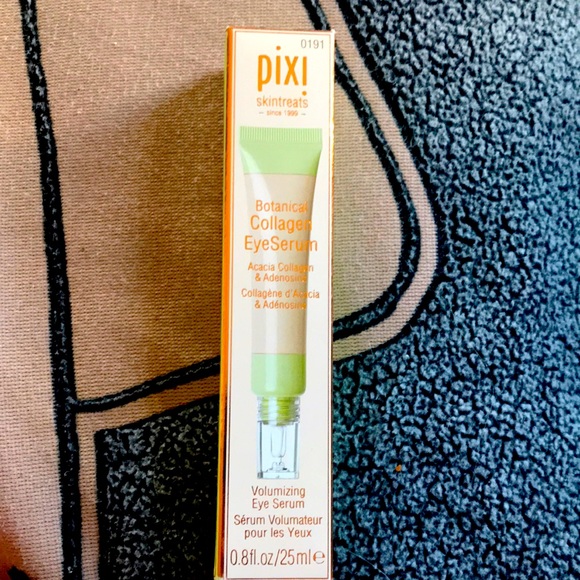 0191
pixi
skintreats
– since 1999 –
Botanical
Collagen
EyeSerum
Acacia Collagen
& Adenosine
Collagène d'Acacia
& Adénosine
Volumizing
Eye Serum
Sérum Volumateur
pour les Yeux
0.8fl.oz/25ml℮